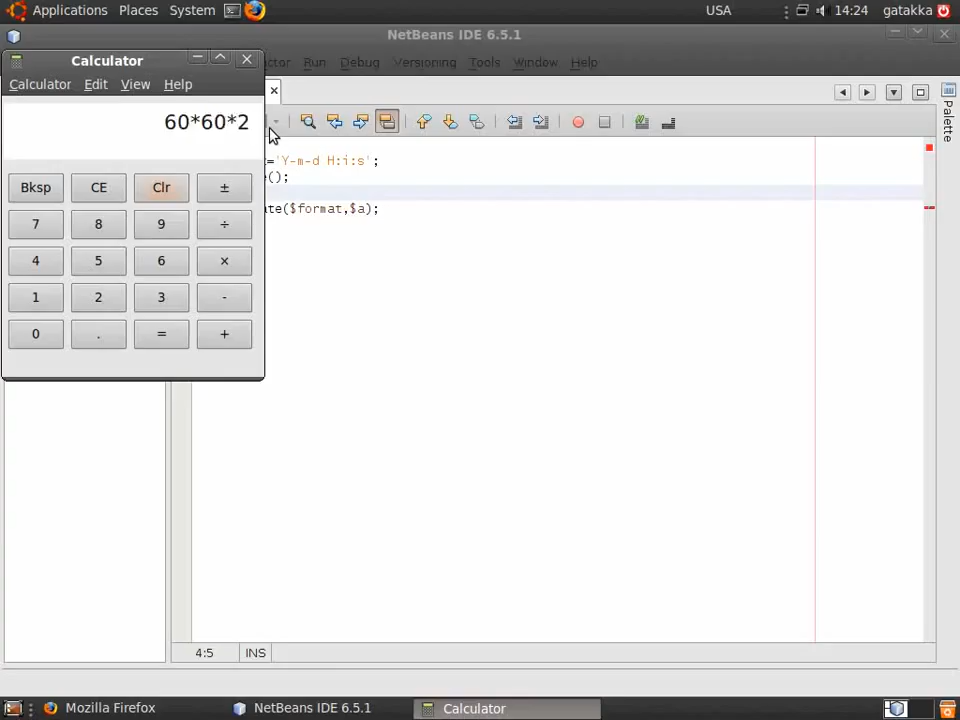 Applications Places System USA 14:24 gatakka
NetBeans IDE 6.5.1
Calculator
ctor Run Debug Versioning Tools Window Help
Calculator Edit View Help
60*60*2
Palette
='Y-m-d H:i:s';
e();
ate($format,$a);
Bksp CE Clr ±
7 8 9 ÷
4 5 6 ×
1 2 3 -
0 . = +
4:5 INS
Mozilla Firefox NetBeans IDE 6.5.1 Calculator